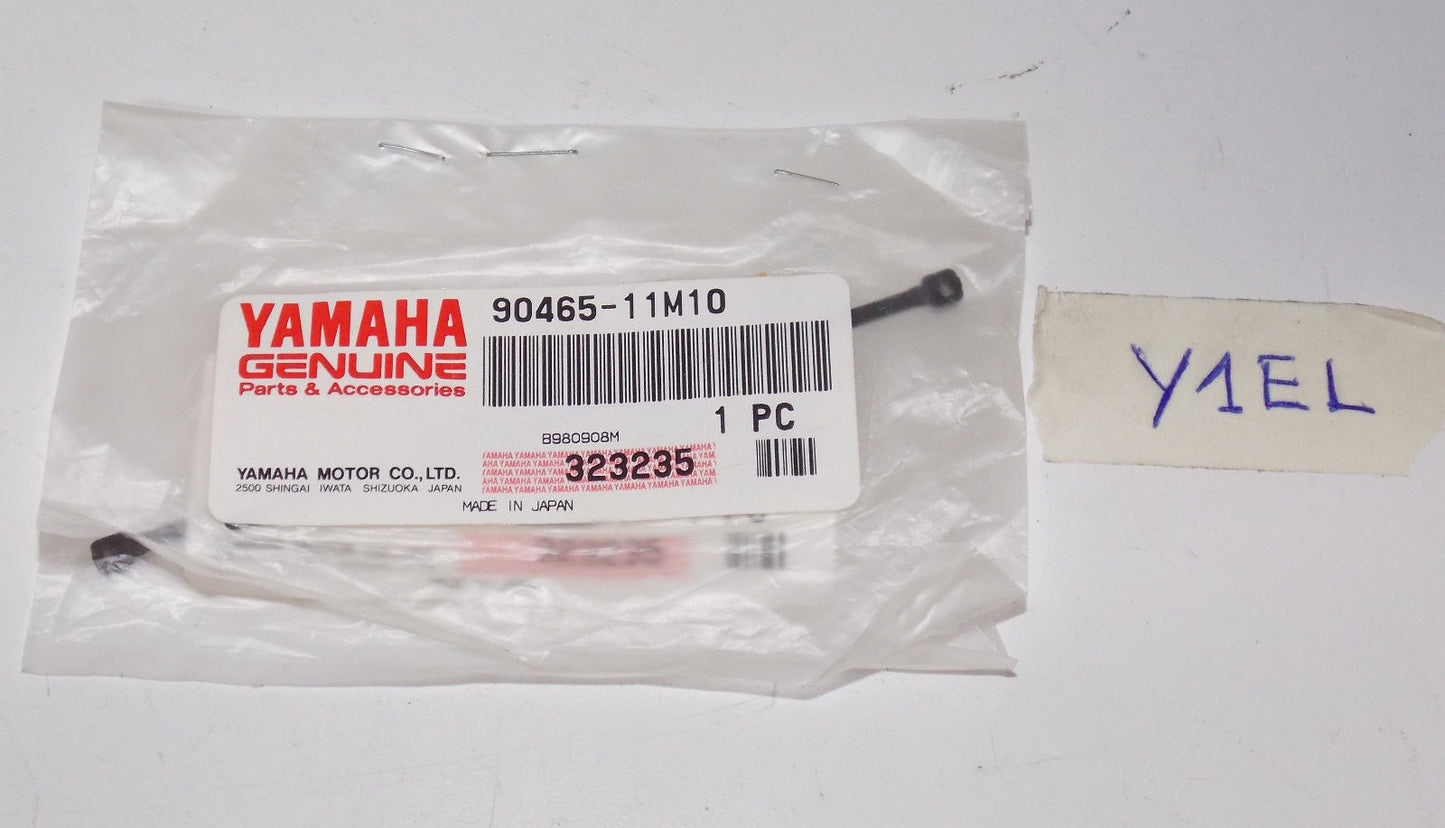 YAMAHA
GENUINE
Parts & Accessories
90465-11M10
1 PC
B980908M
323235
YAMAHA MOTOR CO.,LTD.
2500 SHINGAI IWATA SHIZUOKA JAPAN
MADE IN JAPAN
323235
Y1EL